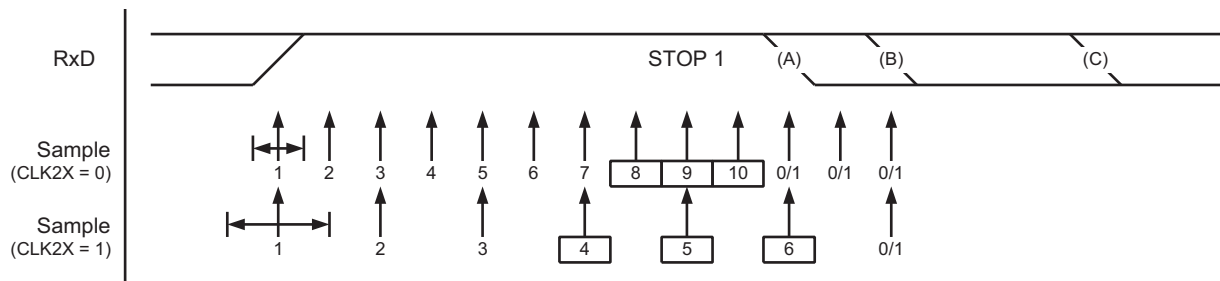 RxD
STOP 1
(A)
(B)
(C)
Sample
(CLK2X = 0)
1 2 3 4 5 6 7 8 9 10 0/1 0/1 0/1
Sample
(CLK2X = 1)
1 2 3 4 5 6 0/1